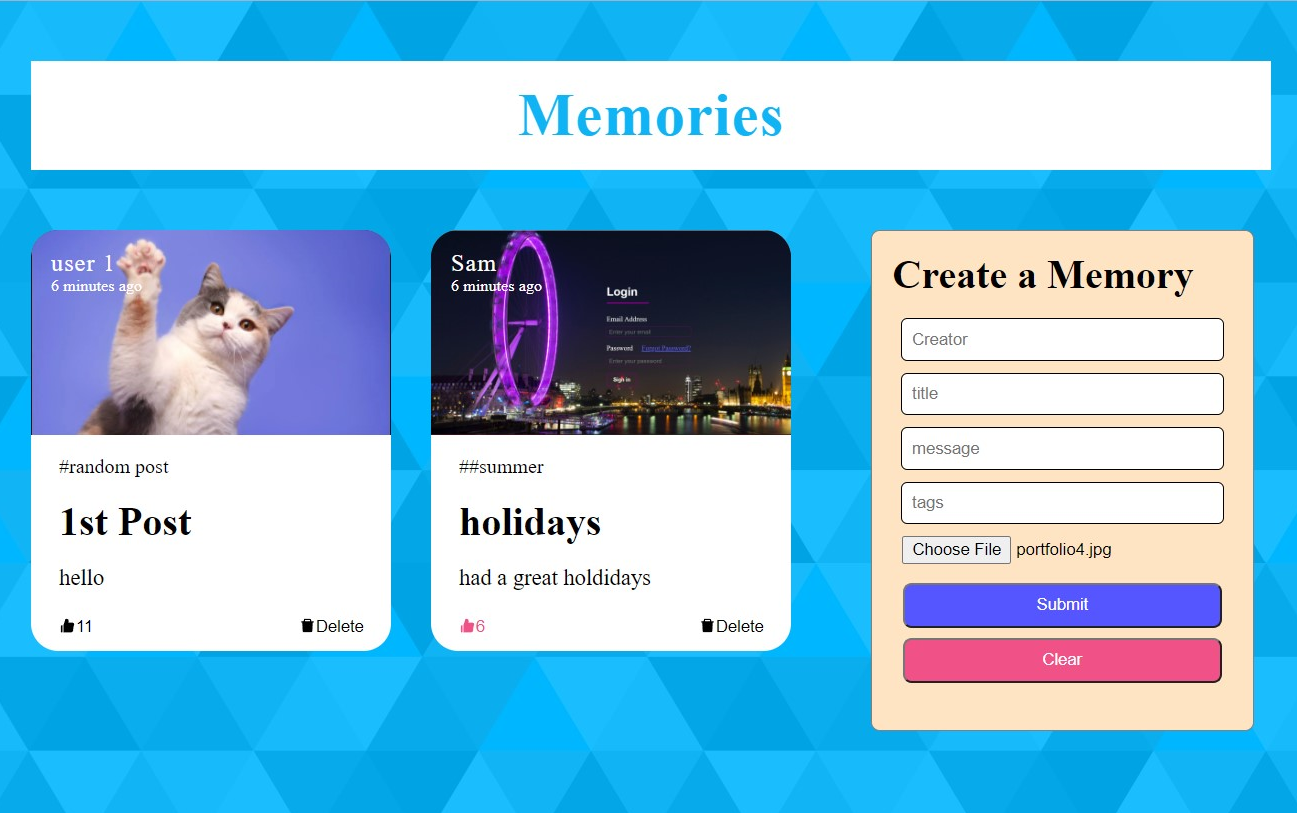 Memories
user 1
6 minutes ago
#random post
1st Post
hello
11
Delete
Sam
6 minutes ago
Login
Email Address
Enter your email
Password Forgot Password?
Enter your password
Sigh in
##summer
holidays
had a great holdidays
6
Delete
Create a Memory
Creator
title
message
tags
Choose File portfolio4.jpg
Submit
Clear